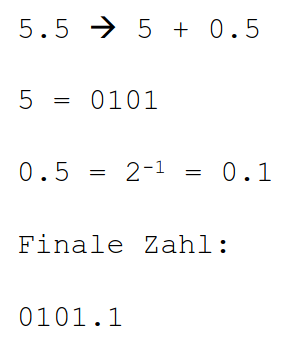 5.5 → 5 + 0.5
5 = 0101
0.5 = 2⁻¹ = 0.1
Finale Zahl:
0101.1